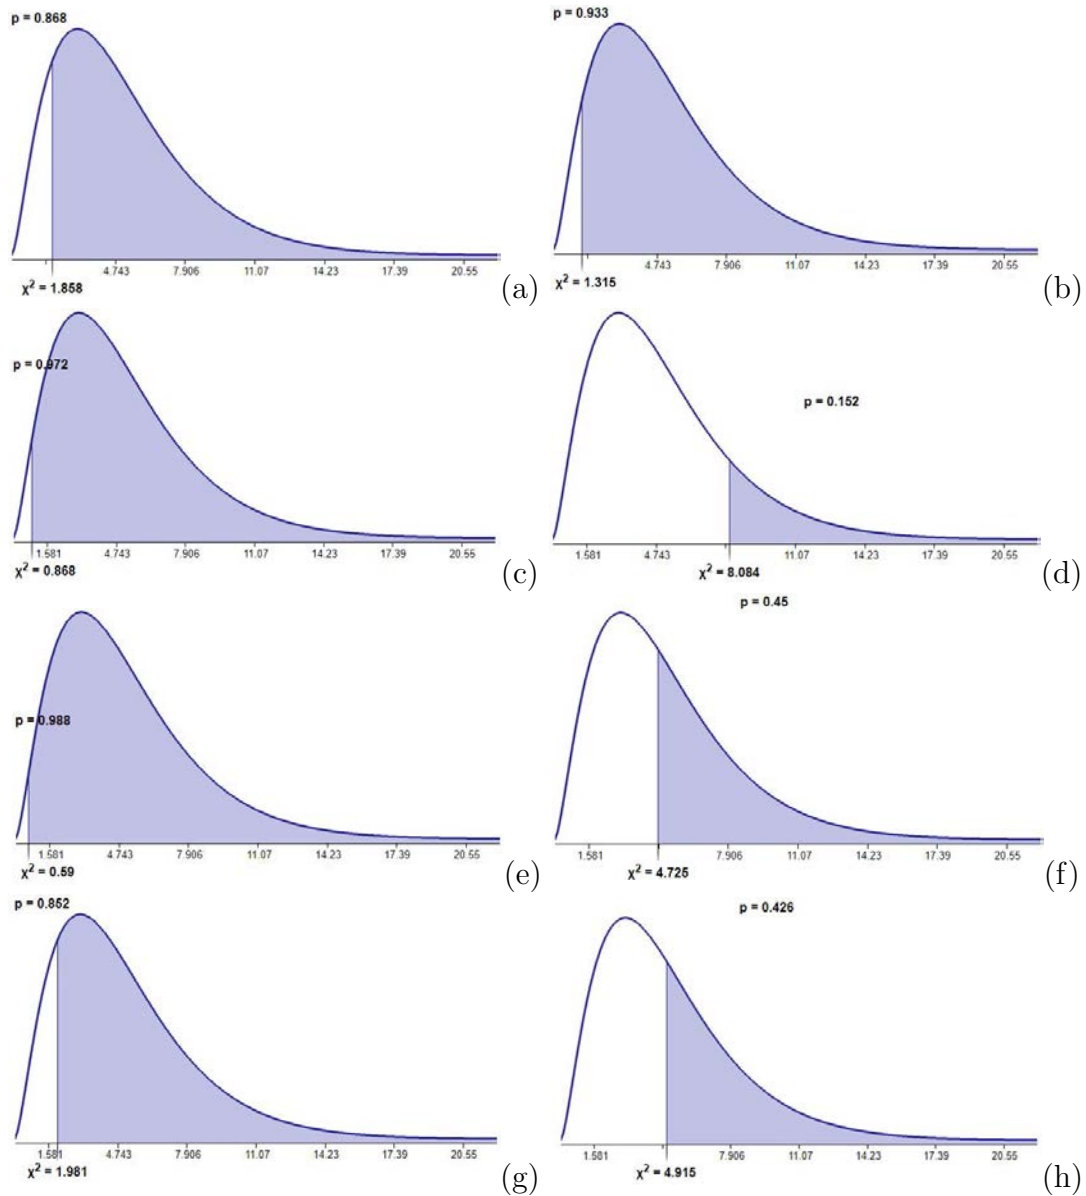 p = 0.868
4.743 7.906 11.07 14.23 17.39 20.55
χ² = 1.858
(a)
p = 0.933
4.743 7.906 11.07 14.23 17.39 20.55
χ² = 1.315
(b)
p = 0.972
1.581 4.743 7.906 11.07 14.23 17.39 20.55
χ² = 0.868
(c)
p = 0.152
1.581 4.743 11.07 14.23 17.39 20.55
χ² = 8.084
(d)
p = 0.988
1.581 4.743 7.906 11.07 14.23 17.39 20.55
χ² = 0.59
(e)
p = 0.45
1.581 7.906 11.07 14.23 17.39 20.55
χ² = 4.725
(f)
p = 0.852
1.581 4.743 7.906 11.07 14.23 17.39 20.55
χ² = 1.981
(g)
p = 0.426
1.581 7.906 11.07 14.23 17.39 20.55
χ² = 4.915
(h)